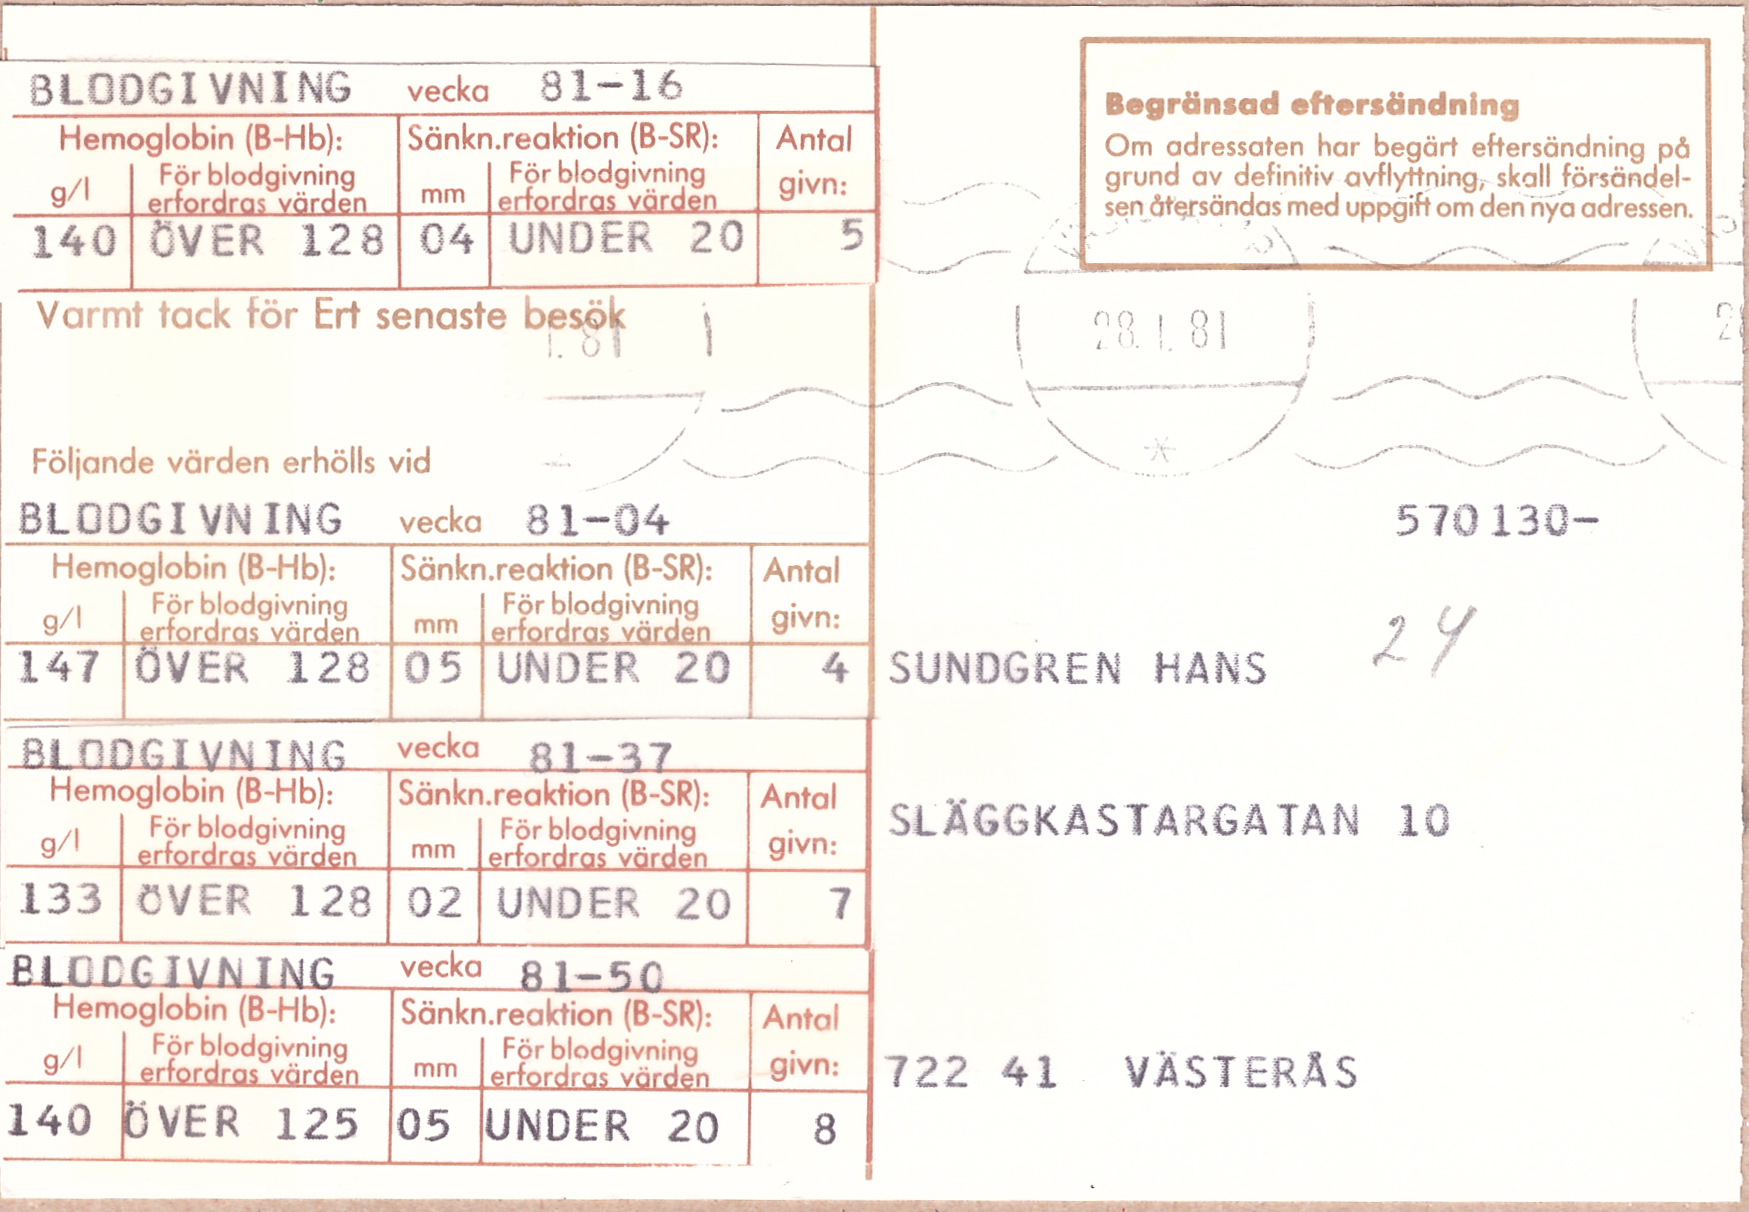 BLODGIVNING vecka 81-16
Hemoglobin (B-Hb): Sänkn.reaktion (B-SR): Antal givn:
g/l För blodgivning erfordras värden mm För blodgivning erfordras värden
140 ÖVER 128 04 UNDER 20 5
Varmt tack för Ert senaste besök
1.81
Följande värden erhölls vid
BLODGIVNING vecka 81-04
Hemoglobin (B-Hb): Sänkn.reaktion (B-SR): Antal givn:
g/l För blodgivning erfordras värden mm För blodgivning erfordras värden
147 ÖVER 128 05 UNDER 20 4
BLODGIVNING vecka 81-37
Hemoglobin (B-Hb): Sänkn.reaktion (B-SR): Antal givn:
g/l För blodgivning erfordras värden mm För blodgivning erfordras värden
133 ÖVER 128 02 UNDER 20 7
BLODGIVNING vecka 81-50
Hemoglobin (B-Hb): Sänkn.reaktion (B-SR): Antal givn:
g/l För blodgivning erfordras värden mm För blodgivning erfordras värden
140 ÖVER 125 05 UNDER 20 8
Begränsad eftersändning
Om adressaten har begärt eftersändning på
grund av definitiv avflyttning, skall försändel-
sen återsändas med uppgift om den nya adressen.
28.1.81
570130-
24
SUNDGREN HANS
SLÄGGKASTARGATAN 10
722 41 VÄSTERÅS